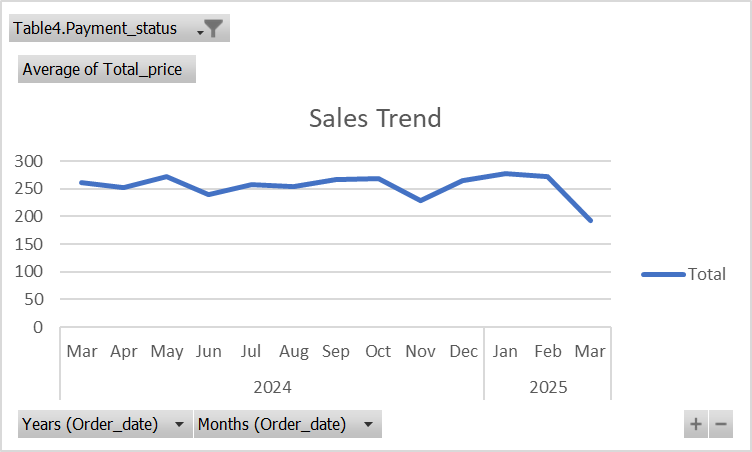 Table4.Payment_status
Average of Total_price
Sales Trend
300
250
200
150
100
50
0
Total
Mar Apr May Jun Jul Aug Sep Oct Nov Dec Jan Feb Mar
2024 2025
Years (Order_date) Months (Order_date) + −